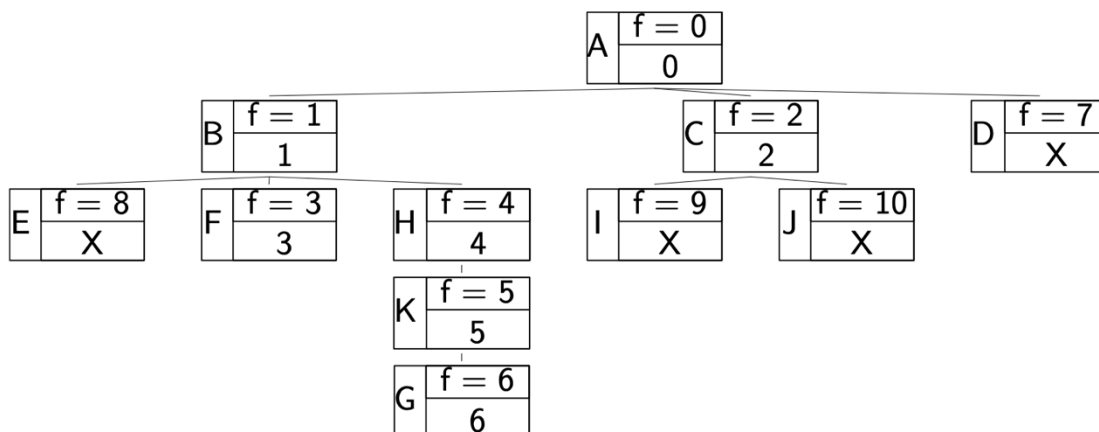 A f = 0
0
B f = 1
1
C f = 2
2
D f = 7
X
E f = 8
X
F f = 3
3
H f = 4
4
I f = 9
X
J f = 10
X
K f = 5
5
G f = 6
6